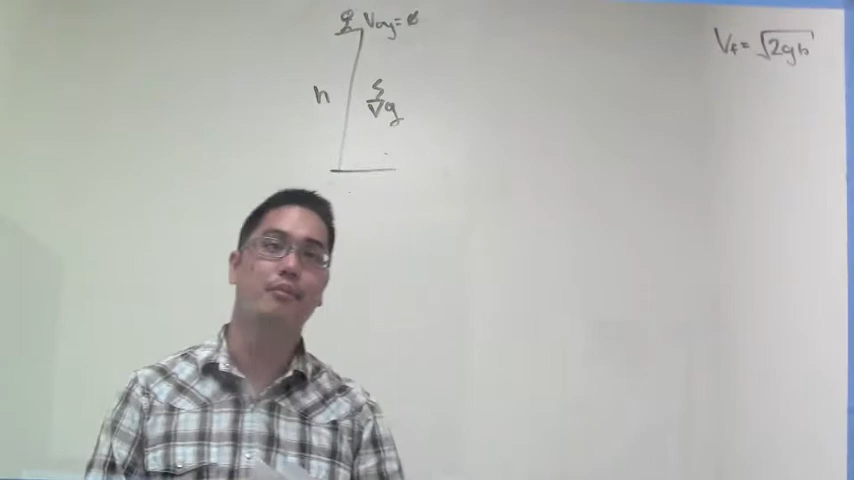 Voy = 0
h
g
Vf = √2gh